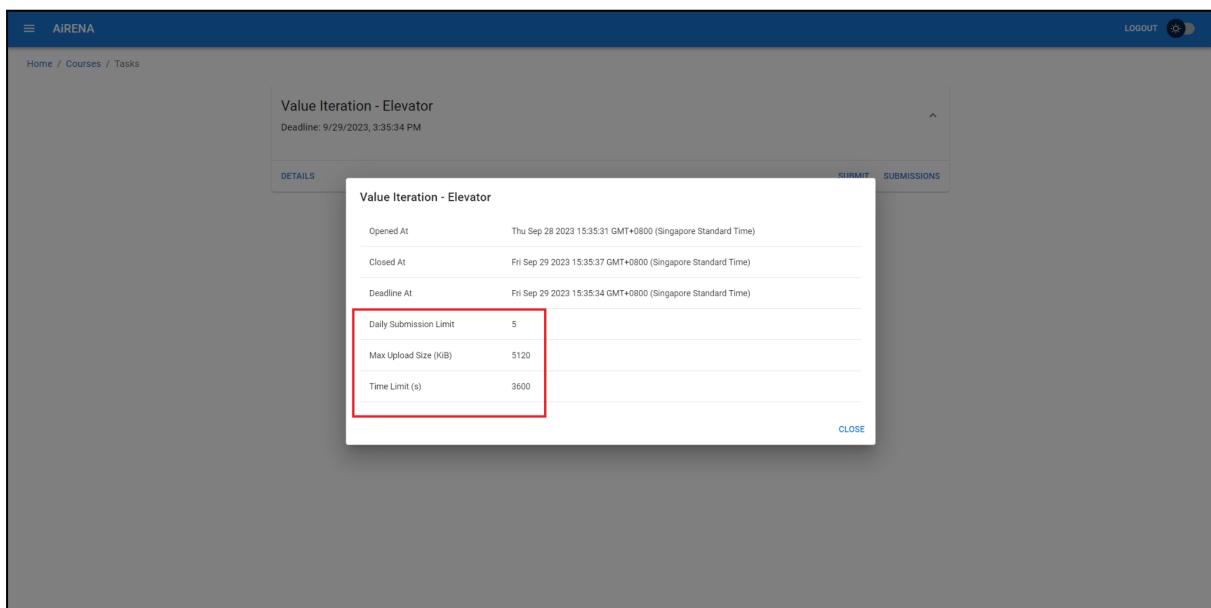 AiRENA
LOGOUT
Home / Courses / Tasks
Value Iteration - Elevator
Deadline: 9/29/2023, 3:35:34 PM
DETAILS SUBMIT SUBMISSIONS
Value Iteration - Elevator
Opened At Thu Sep 28 2023 15:35:31 GMT+0800 (Singapore Standard Time)
Closed At Fri Sep 29 2023 15:35:37 GMT+0800 (Singapore Standard Time)
Deadline At Fri Sep 29 2023 15:35:34 GMT+0800 (Singapore Standard Time)
Daily Submission Limit 5
Max Upload Size (KiB) 5120
Time Limit (s) 3600
CLOSE